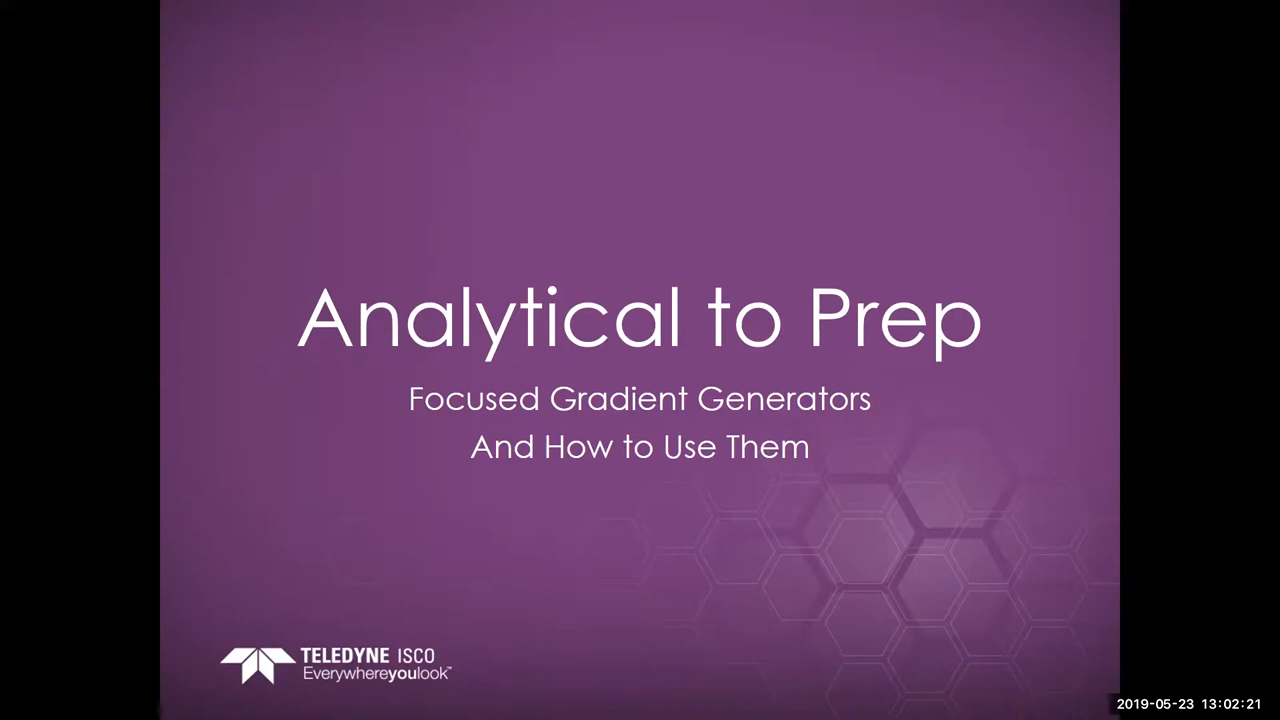 Analytical to Prep
Focused Gradient Generators
And How to Use Them
TELEDYNE ISCO
Everywhereyoulook™
2019-05-23 13:02:21